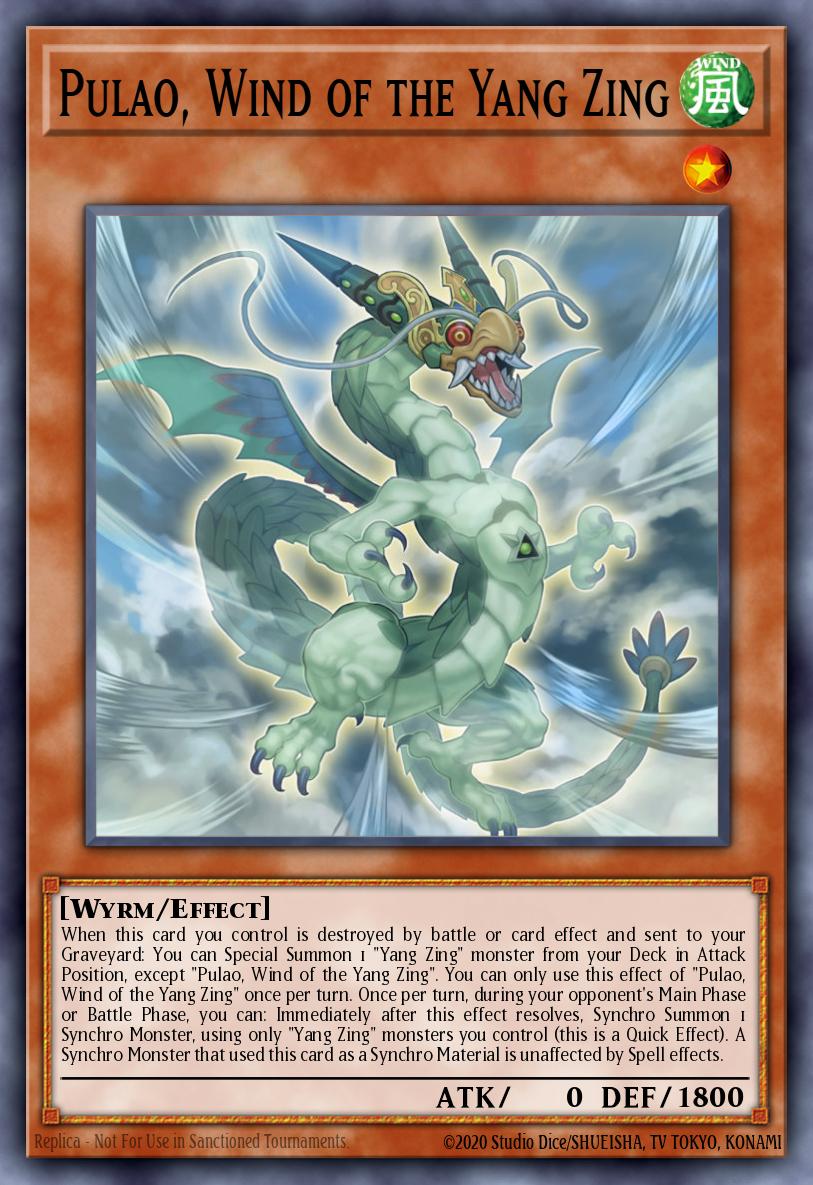 Pulao, Wind of the Yang Zing
WIND
風
[Wyrm/Effect]
When this card you control is destroyed by battle or card effect and sent to your
Graveyard: You can Special Summon 1 "Yang Zing" monster from your Deck in Attack
Position, except "Pulao, Wind of the Yang Zing". You can only use this effect of "Pulao,
Wind of the Yang Zing" once per turn. Once per turn, during your opponent's Main Phase
or Battle Phase, you can: Immediately after this effect resolves, Synchro Summon 1
Synchro Monster, using only "Yang Zing" monsters you control (this is a Quick Effect). A
Synchro Monster that used this card as a Synchro Material is unaffected by Spell effects.
ATK/ 0 DEF/1800
Replica - Not For Use in Sanctioned Tournaments.
©2020 Studio Dice/SHUEISHA, TV TOKYO, KONAMI